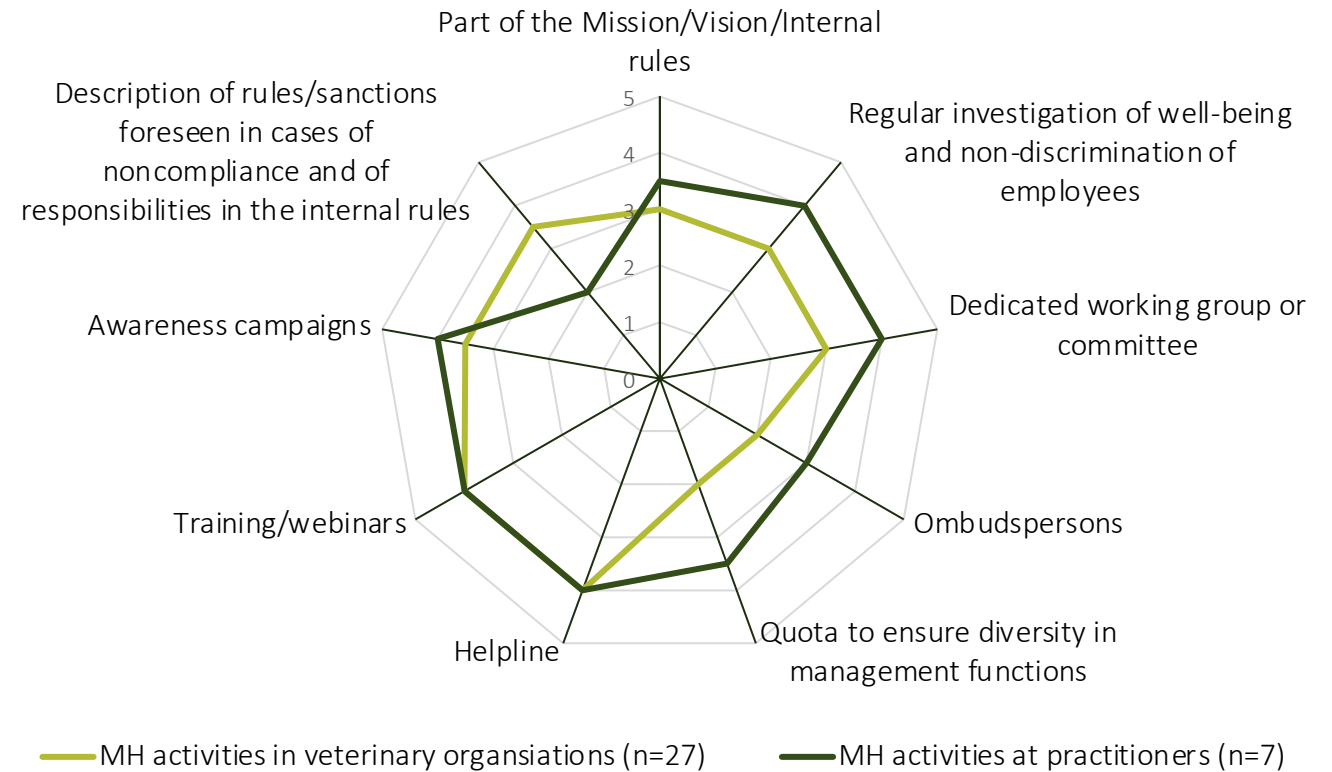 Part of the Mission/Vision/Internal
rules
Description of rules/sanctions
foreseen in cases of
noncompliance and of
responsibilities in the internal rules
Regular investigation of well-being
and non-discrimination of
employees
5
4
3
2
1
0
Awareness campaigns
Dedicated working group or
committee
Training/webinars
Ombudspersons
Helpline
Quota to ensure diversity in
management functions
MH activities in veterinary organsiations (n=27)
MH activities at practitioners (n=7)